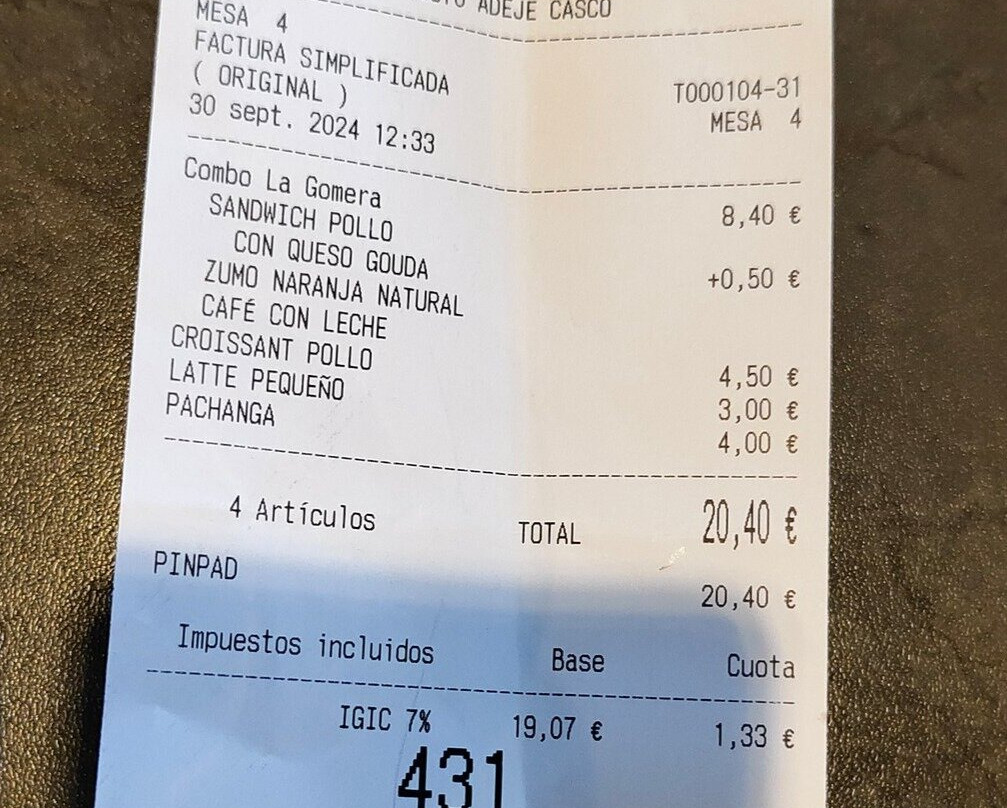 ADEJE CASCO
MESA 4
FACTURA SIMPLIFICADA T000104-31
( ORIGINAL ) MESA 4
30 sept. 2024 12:33
Combo La Gomera 8,40 €
SANDWICH POLLO
CON QUESO GOUDA +0,50 €
ZUMO NARANJA NATURAL
CAFÉ CON LECHE
CROISSANT POLLO 4,50 €
LATTE PEQUEÑO 3,00 €
PACHANGA 4,00 €
4 Artículos TOTAL 20,40 €
PINPAD 20,40 €
Impuestos incluidos Base Cuota
IGIC 7% 19,07 € 1,33 €
431